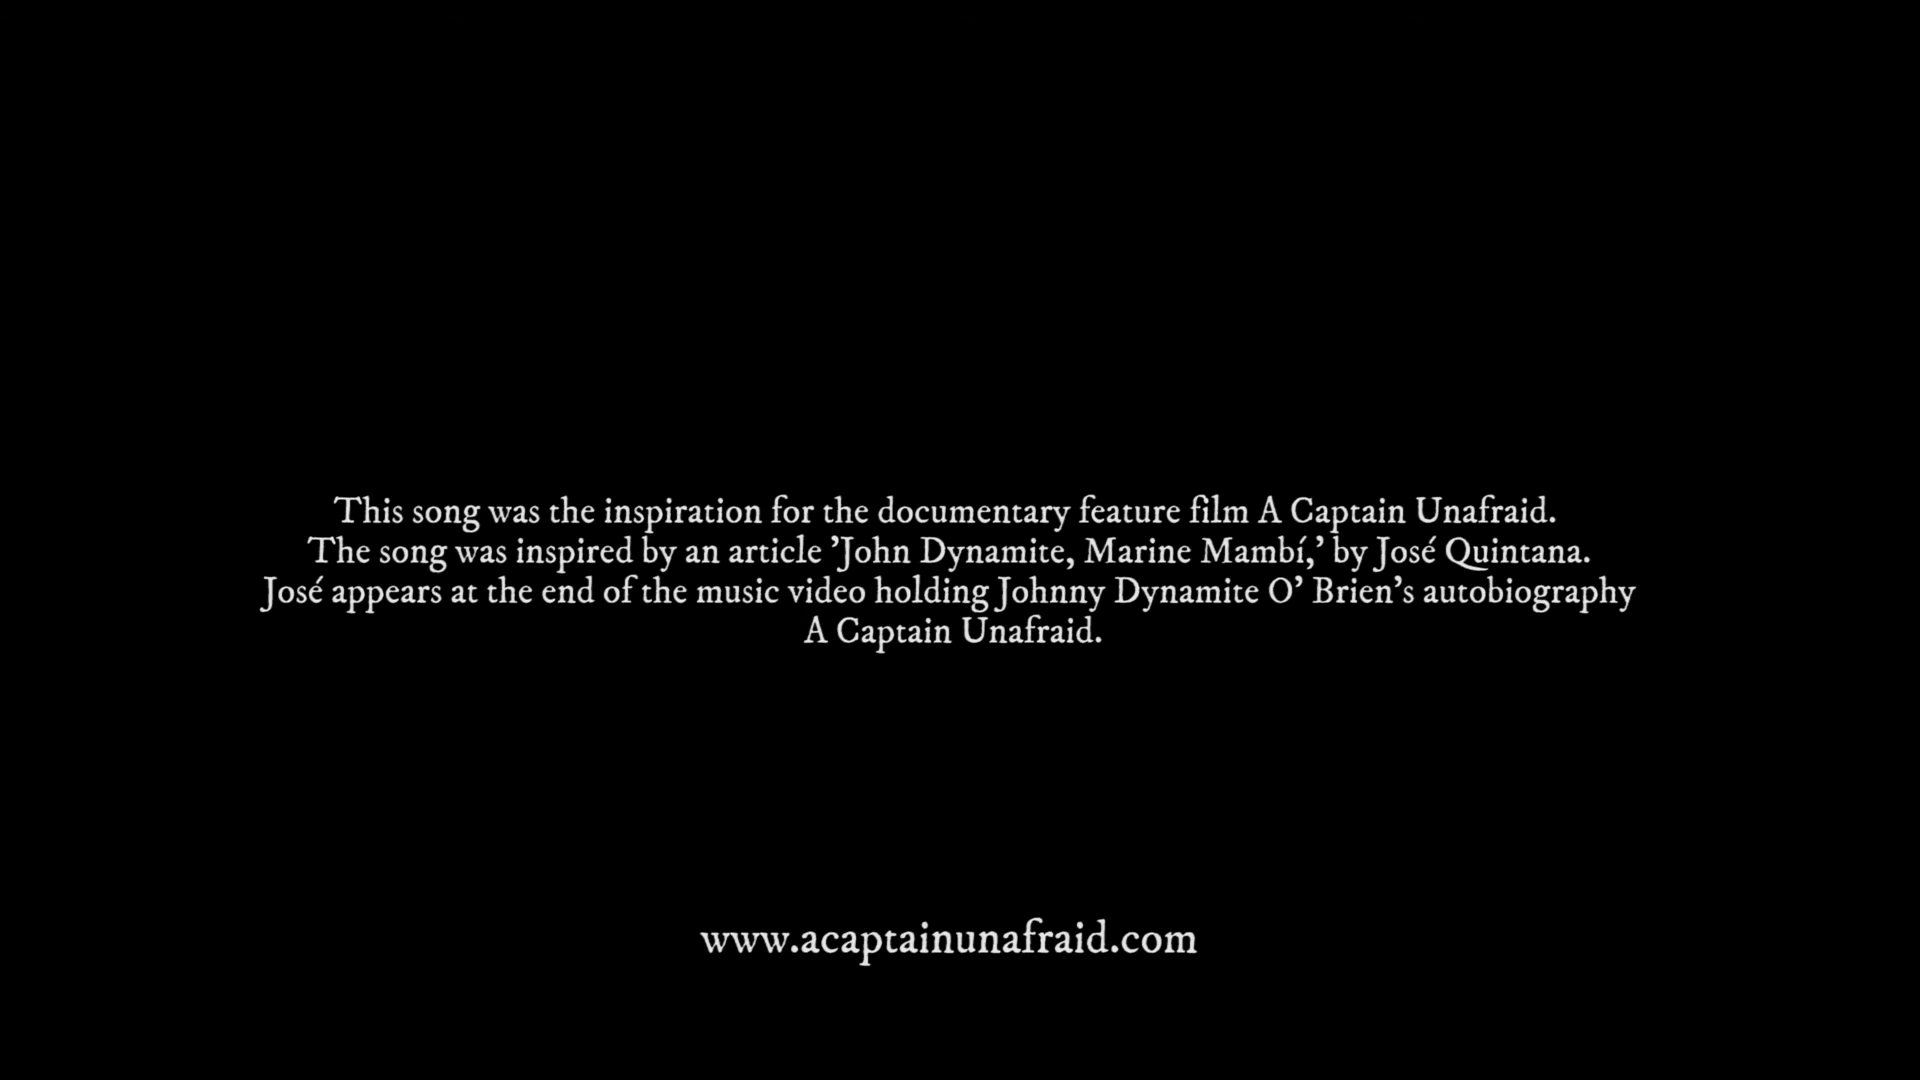 This song was the inspiration for the documentary feature film A Captain Unafraid.
The song was inspired by an article ’John Dynamite, Marine Mambí,’ by José Quintana.
José appears at the end of the music video holding Johnny Dynamite O’ Brien’s autobiography
A Captain Unafraid.
www.acaptainunafraid.com